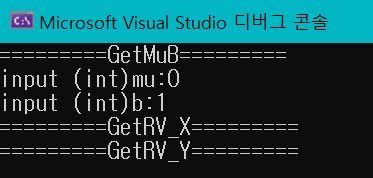 Microsoft Visual Studio 디버그 콘솔
=========GetMuB=========
input (int)mu:0
input (int)b:1
=========GetRV_X=========
=========GetRV_Y=========